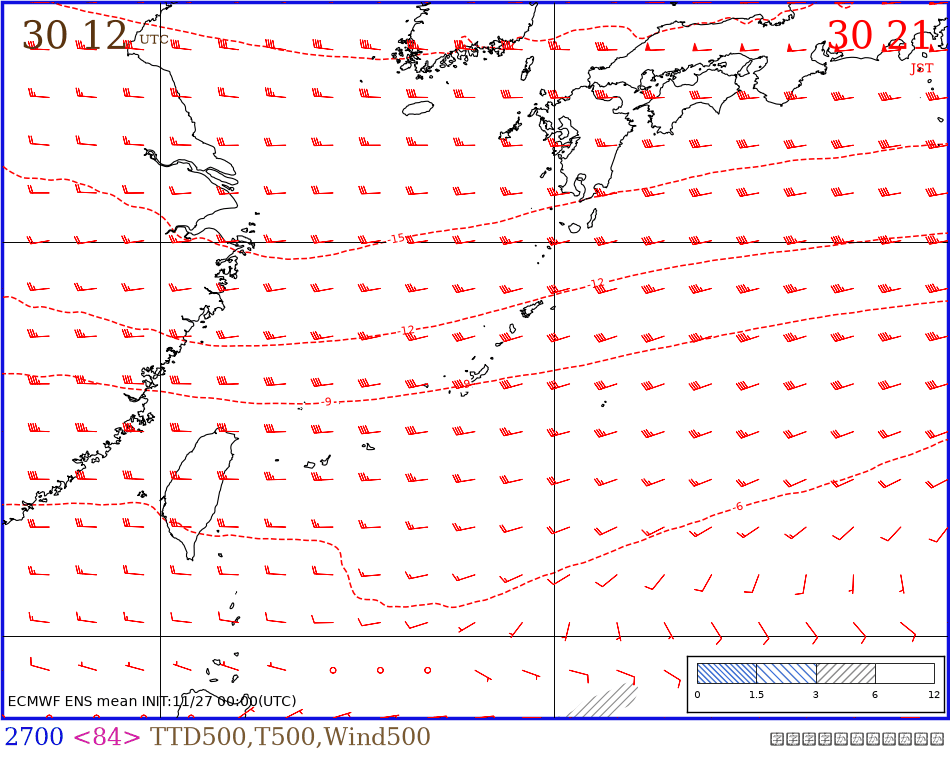 30 12 UTC
30 21
JST
-15
-12
-12
-9
-9
-6
ECMWF ENS mean INIT:11/27 00:00(UTC)
0 1.5 3 6 12
2700 <84> TTD500,T500,Wind500